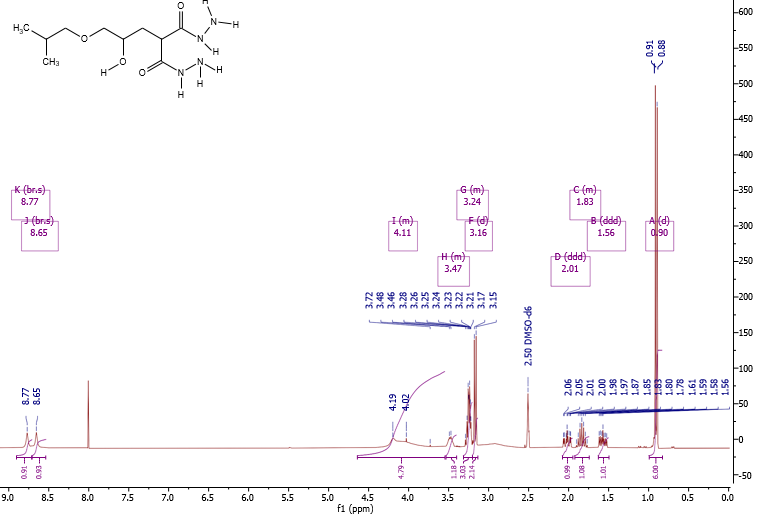 H₃C
CH₃
O
H
O
O
O
N
H
N
H
H
N
H
N
H
H
K (br.s)
8.77
J (br.s)
8.65
I (m)
4.11
H (m)
3.47
G (m)
3.24
F (d)
3.16
D (ddd)
2.01
C (m)
1.83
B (ddd)
1.56
A (d)
0.90
8.77
8.65
4.19
4.02
3.72
3.48
3.46
3.28
3.26
3.25
3.24
3.23
3.22
3.21
3.17
3.15
2.50 DMSO-d6
2.06
2.05
2.01
2.00
1.98
1.97
1.87
1.85
1.83
1.80
1.78
1.61
1.59
1.58
1.56
0.91
0.88
0.91
0.93
4.79
1.18
3.03
2.14
0.99
1.08
1.01
6.00
600
550
500
450
400
350
300
250
200
150
100
50
0
-50
9.0 8.5 8.0 7.5 7.0 6.5 6.0 5.5 5.0 4.5 4.0 3.5 3.0 2.5 2.0 1.5 1.0 0.5 0.0
f1 (ppm)